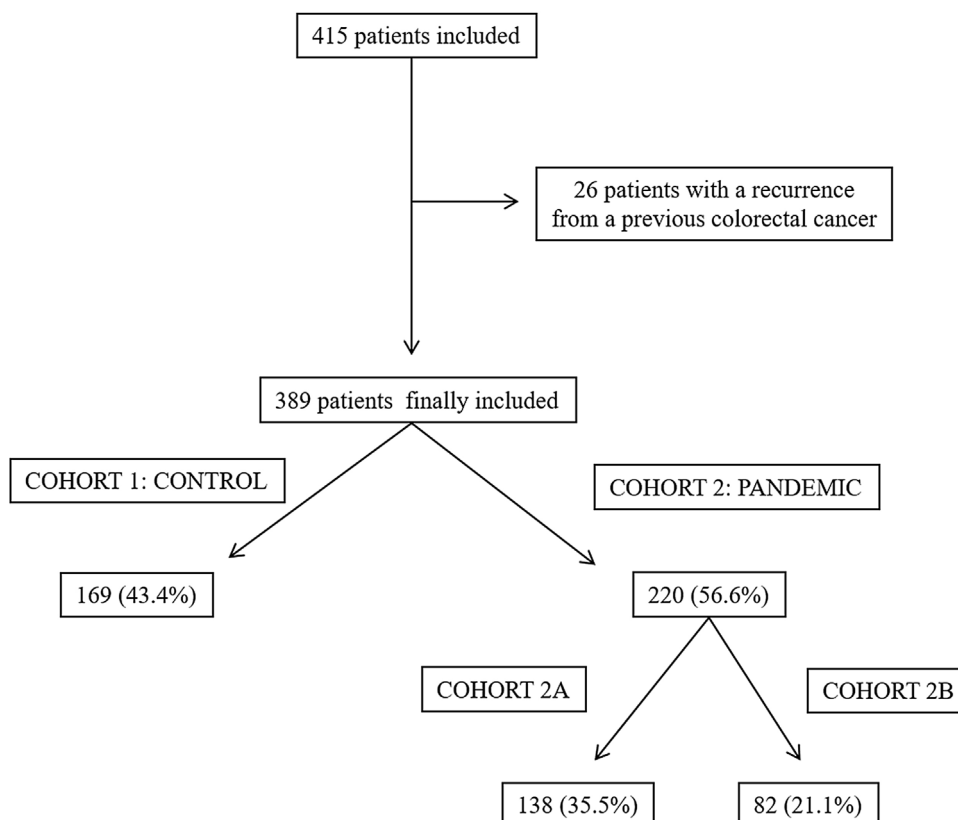 415 patients included
26 patients with a recurrence
from a previous colorectal cancer
389 patients finally included
COHORT 1: CONTROL
COHORT 2: PANDEMIC
169 (43.4%)
220 (56.6%)
COHORT 2A
COHORT 2B
138 (35.5%)
82 (21.1%)